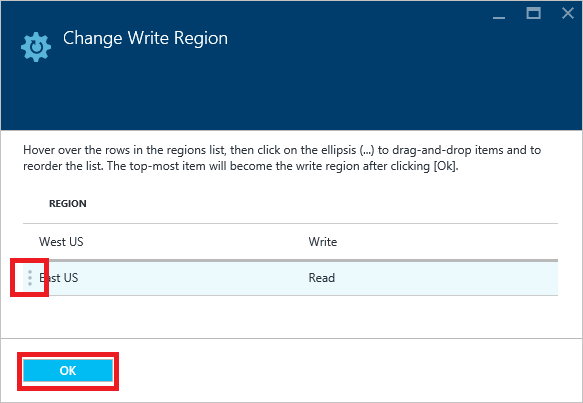 Change Write Region
Hover over the rows in the regions list, then click on the ellipsis (...) to drag-and-drop items and to
reorder the list. The top-most item will become the write region after clicking [Ok].
REGION
West US Write
East US Read
OK